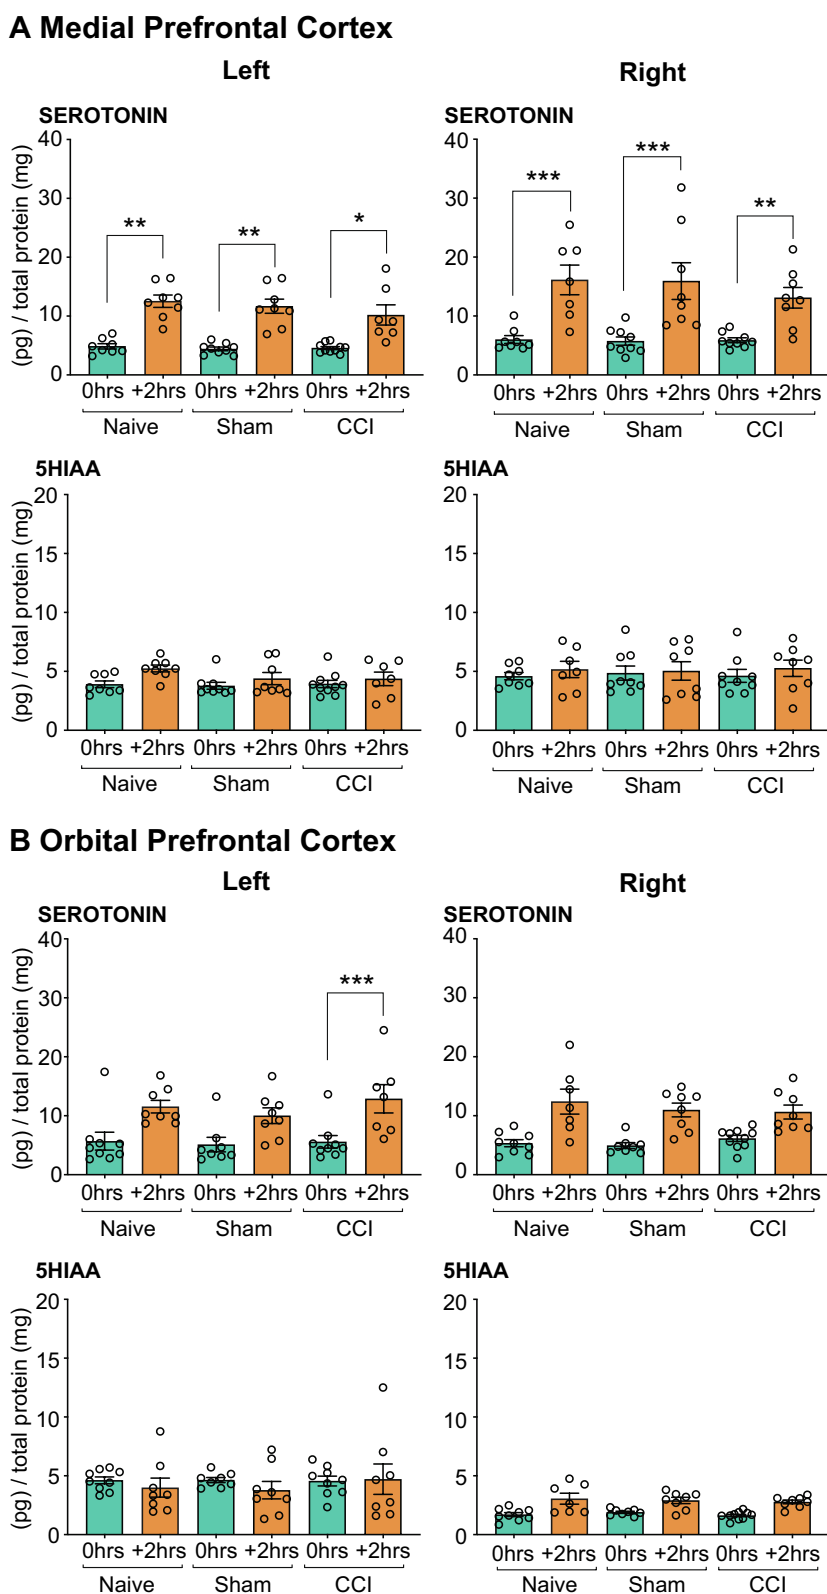 A Medial Prefrontal Cortex
Left
Right
SEROTONIN
(pg) / total protein (mg)
40
30
20
10
0
** ** *
0hrs +2hrs 0hrs +2hrs 0hrs +2hrs
Naive Sham CCI
SEROTONIN
40
30
20
10
0
*** *** **
0hrs +2hrs 0hrs +2hrs 0hrs +2hrs
Naive Sham CCI
5HIAA
(pg) / total protein (mg)
20
15
10
5
0
0hrs +2hrs 0hrs +2hrs 0hrs +2hrs
Naive Sham CCI
5HIAA
20
15
10
5
0
0hrs +2hrs 0hrs +2hrs 0hrs +2hrs
Naive Sham CCI
B Orbital Prefrontal Cortex
Left
Right
SEROTONIN
(pg) / total protein (mg)
40
30
20
10
0
***
0hrs +2hrs 0hrs +2hrs 0hrs +2hrs
Naive Sham CCI
SEROTONIN
40
30
20
10
0
0hrs +2hrs 0hrs +2hrs 0hrs +2hrs
Naive Sham CCI
5HIAA
(pg) / total protein (mg)
20
15
10
5
0
0hrs +2hrs 0hrs +2hrs 0hrs +2hrs
Naive Sham CCI
5HIAA
20
15
10
5
0
0hrs +2hrs 0hrs +2hrs 0hrs +2hrs
Naive Sham CCI